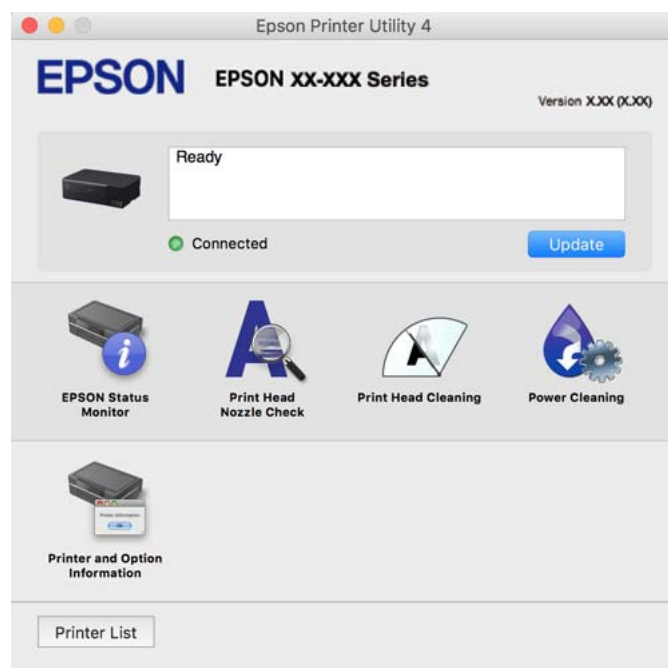 Epson Printer Utility 4
EPSON
EPSON XX-XXX Series
Version X.XX (X.XX)
Ready
Connected
Update
EPSON Status
Monitor
Print Head
Nozzle Check
Print Head Cleaning
Power Cleaning
Printer and Option
Information
Printer List